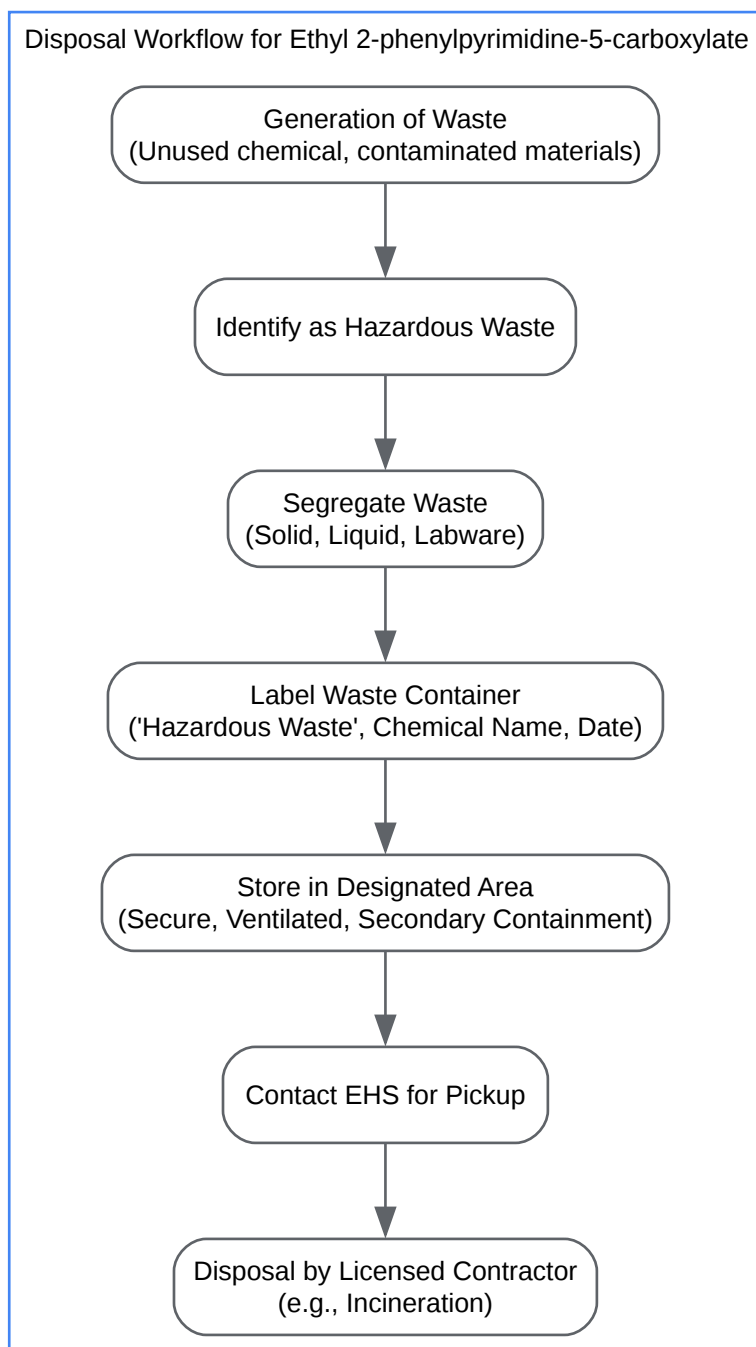 Disposal Workflow for Ethyl 2-phenylpyrimidine-5-carboxylate
Generation of Waste
(Unused chemical, contaminated materials)
Identify as Hazardous Waste
Segregate Waste
(Solid, Liquid, Labware)
Label Waste Container
('Hazardous Waste', Chemical Name, Date)
Store in Designated Area
(Secure, Ventilated, Secondary Containment)
Contact EHS for Pickup
Disposal by Licensed Contractor
(e.g., Incineration)